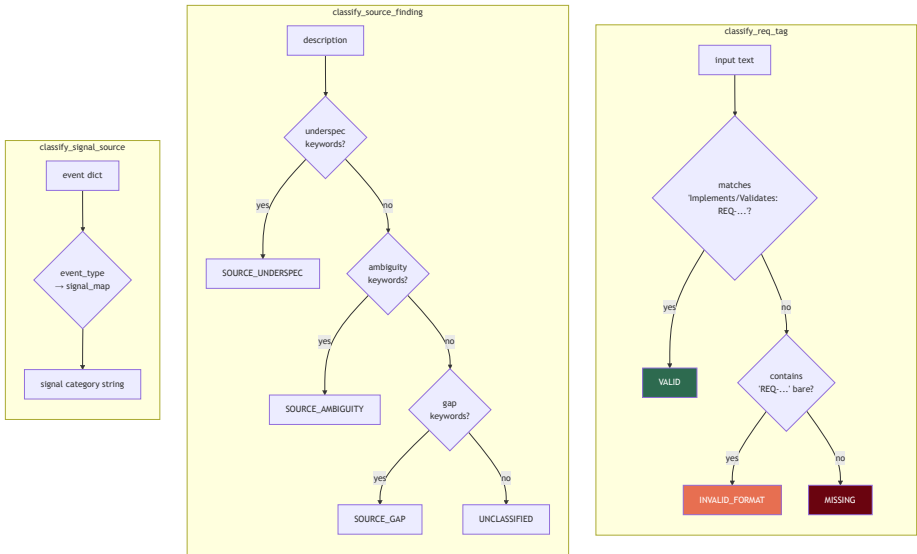 classify_signal_source
event dict
event_type
→ signal_map
signal category string
classify_source_finding
description
underspec
keywords?
yes
no
SOURCE_UNDERSPEC
ambiguity
keywords?
yes
no
SOURCE_AMBIGUITY
gap
keywords?
yes
no
SOURCE_GAP
UNCLASSIFIED
classify_req_tag
input text
matches
'Implements/Validates:
REQ-...'?
yes
no
VALID
contains
'REQ-...' bare?
yes
no
INVALID_FORMAT
MISSING